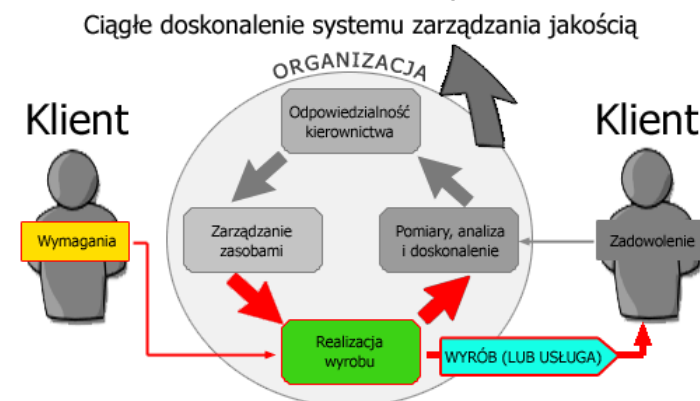 Ciągłe doskonalenie systemu zarządzania jakością
ORGANIZACJA
Klient
Klient
Odpowiedzialność
kierownictwa
Wymagania
Zarządzanie
zasobami
Pomiary, analiza
i doskonalenie
Zadowolenie
Realizacja
wyrobu
WYRÓB (LUB USŁUGA)